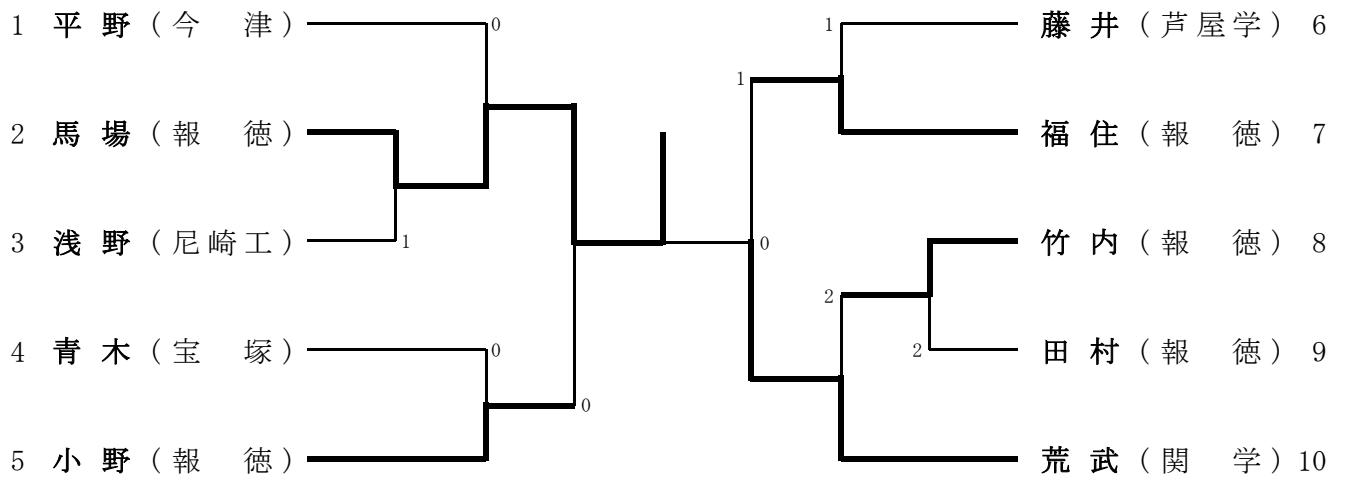 1 平野（今　津） 0
2 馬場（報　徳）
3 浅野（尼崎工） 1
4 青木（宝　塚） 0
0
5 小野（報　徳）
1 藤井（芦屋学） 6
1
福住（報　徳） 7
0
竹内（報　徳） 8
2
2 田村（報　徳） 9
荒武（関　学）10